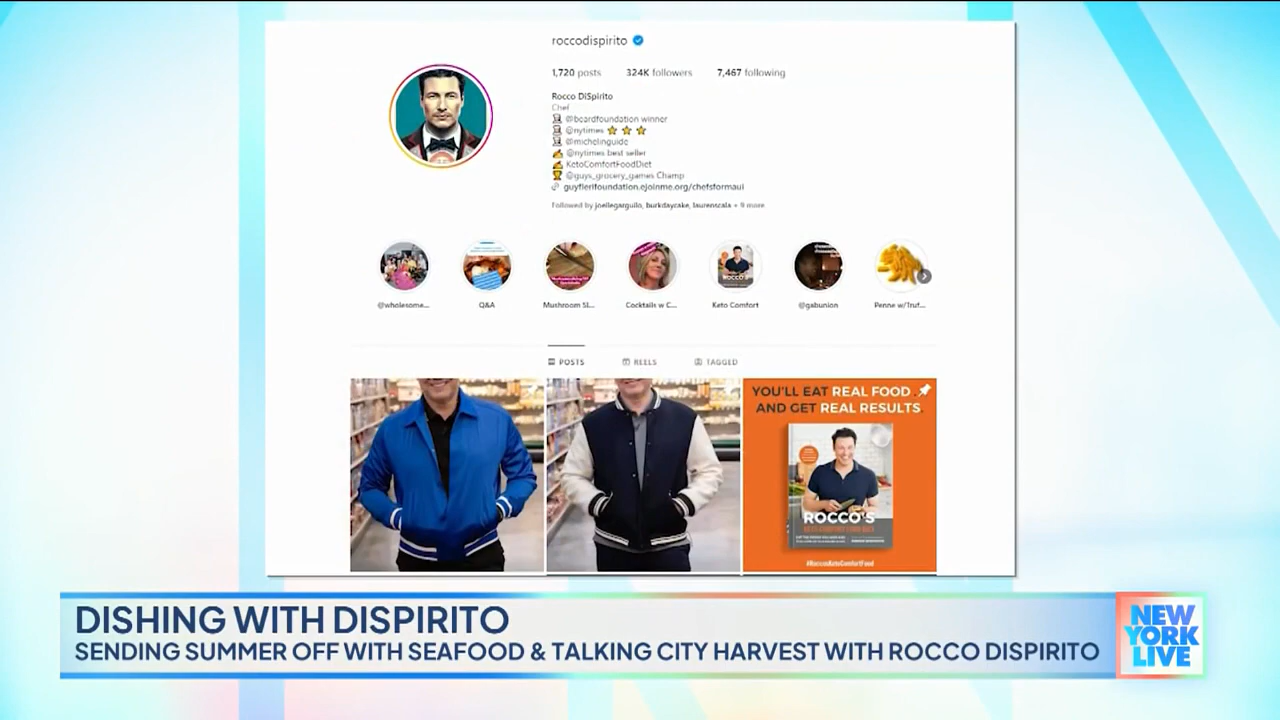 roccodispirito
1,720 posts 324K followers 7,467 following
Rocco DiSpirito
Chef
@beardfoundation winner
@nytimes
@michelinguide
@nytimes best seller
KetoComfortFoodDiet
@guys_grocery_games Champ
guyfierifoundation.ejoinme.org/chefsformaui
Followed by joellegarguilo, burkdaycake, laurenscala + 9 more
@wholesome... Q&A Mushroom Sl... Cocktails w C... Keto Comfort @gabunion Penne w/Truf...
POSTS REELS TAGGED
YOU'LL EAT REAL FOOD
AND GET REAL RESULTS
ROCCO'S
#RoccosKetoComfortFood
DISHING WITH DISPIRITO
SENDING SUMMER OFF WITH SEAFOOD & TALKING CITY HARVEST WITH ROCCO DISPIRITO
NEW
YORK
LIVE